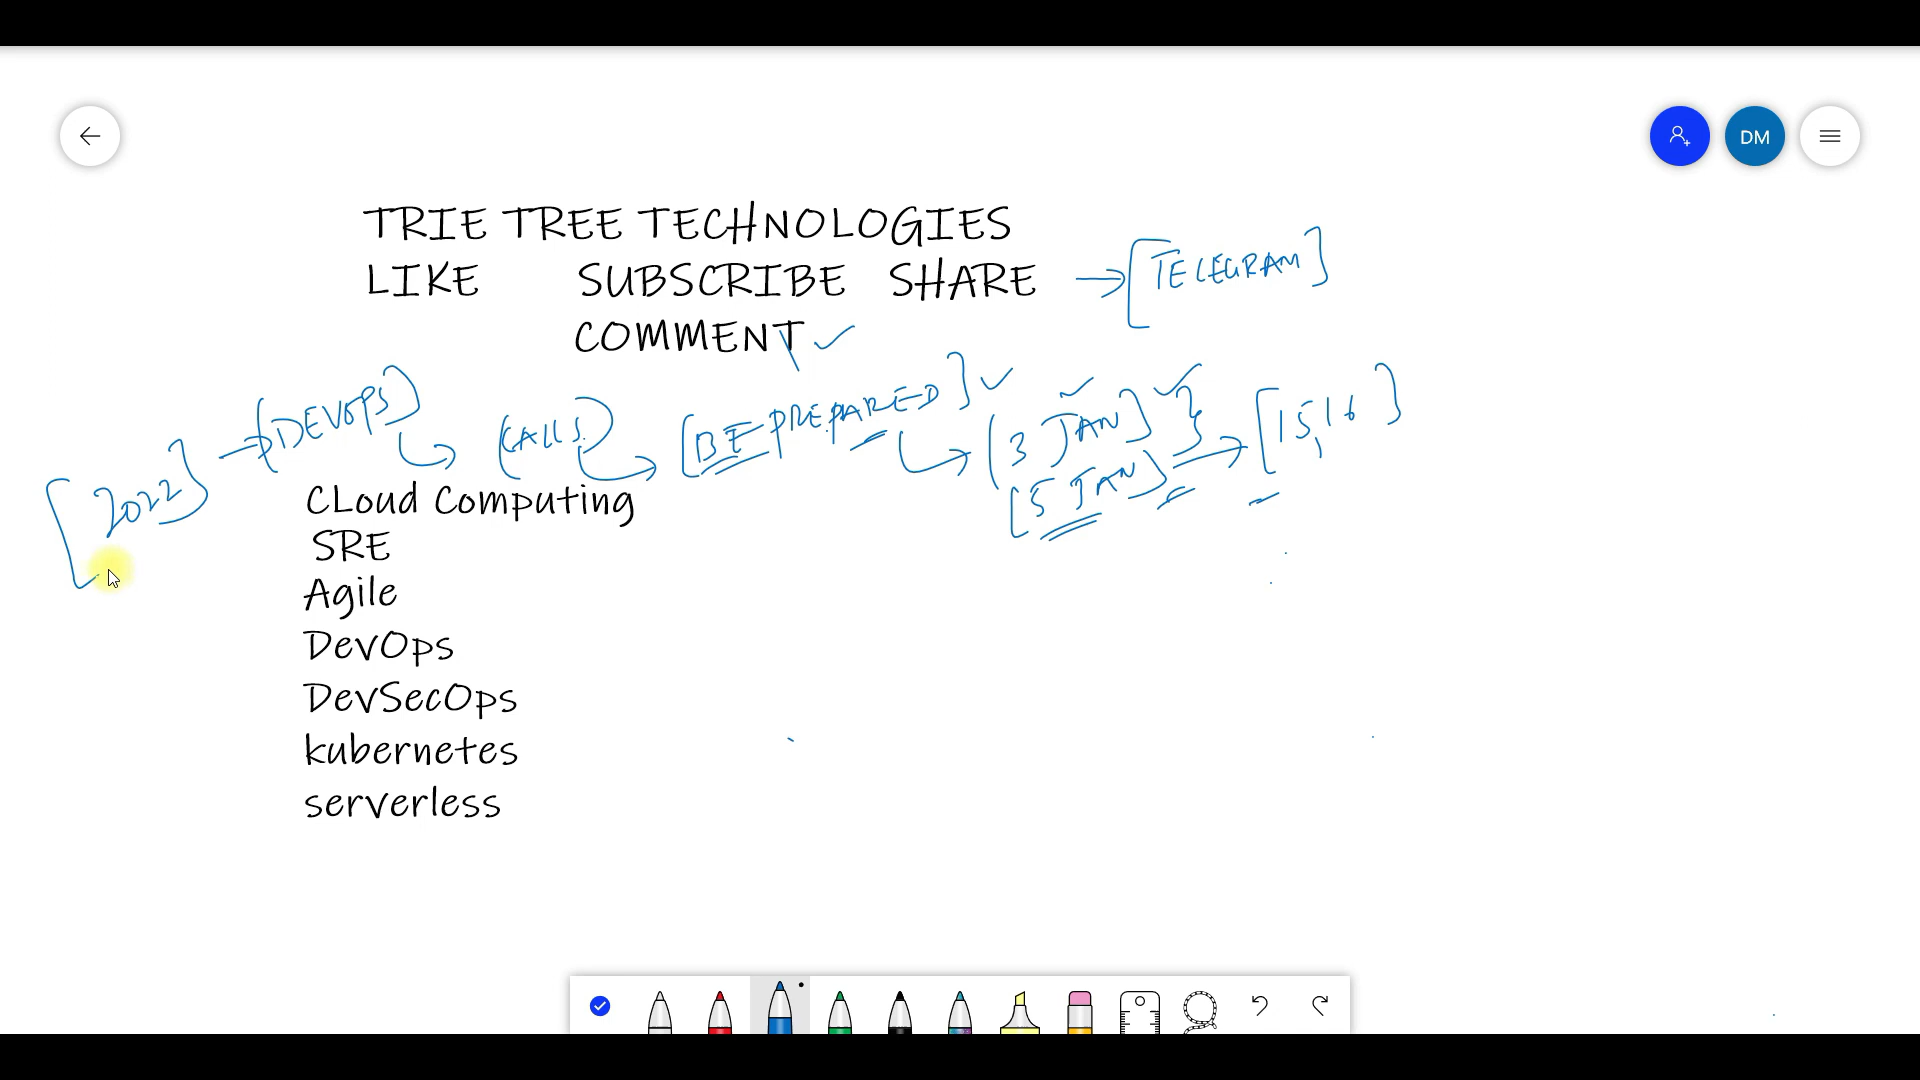 DM
TRIE TREE TECHNOLOGIES
LIKE SUBSCRIBE SHARE → [TELEGRAM]
COMMENT ✓
[2022] → (DEVOPS) (CALLS) [BE PREPARED] ✓ (3 JAN] } → [15,16]
[5 JAN]
CLoud Computing
SRE
Agile
DevOps
DevSecOps
kubernetes
serverless